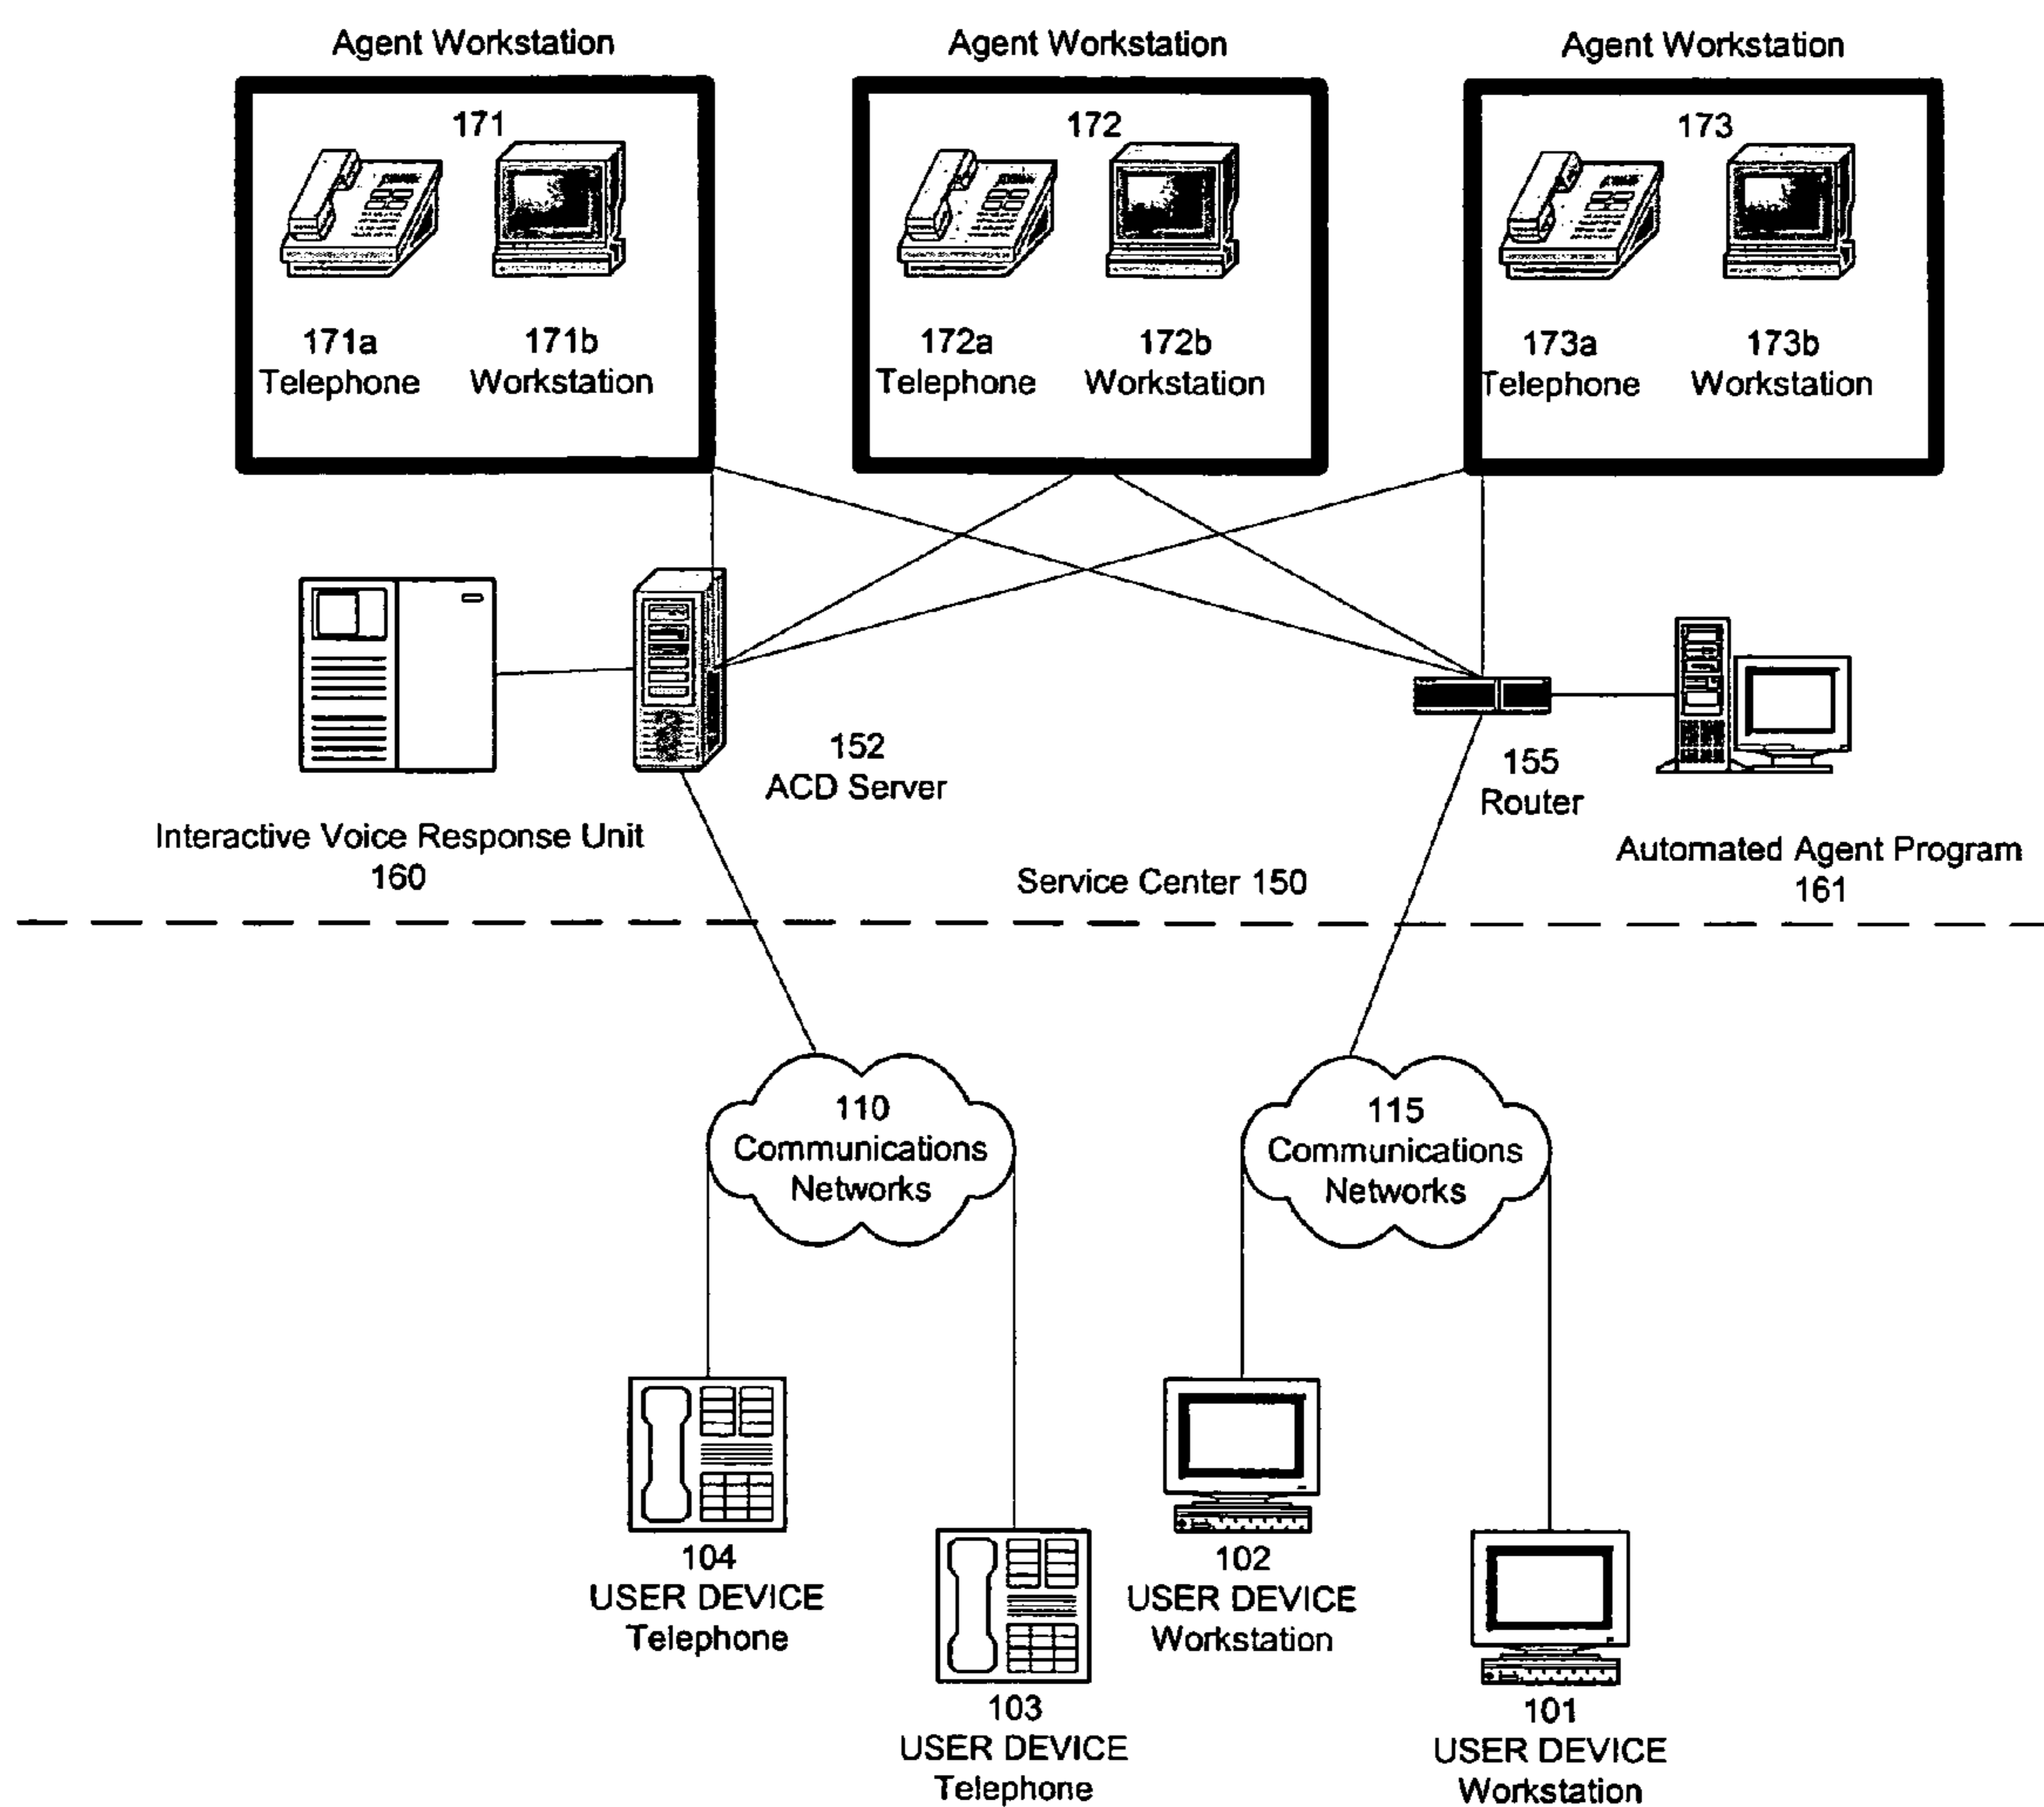 Agent Workstation
Agent Workstation
Agent Workstation
171
172
173
171a
Telephone
171b
Workstation
172a
Telephone
172b
Workstation
173a
Telephone
173b
Workstation
152
ACD Server
155
Router
Interactive Voice Response Unit
160
Service Center 150
Automated Agent Program
161
110
Communications
Networks
115
Communications
Networks
104
USER DEVICE
Telephone
102
USER DEVICE
Workstation
103
USER DEVICE
Telephone
101
USER DEVICE
Workstation